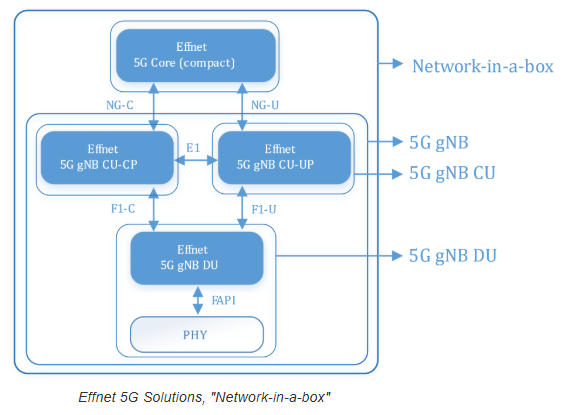 Effnet
5G Core (compact)
Network-in-a-box
NG-C
NG-U
Effnet
5G gNB CU-CP
E1
Effnet
5G gNB CU-UP
5G gNB
5G gNB CU
F1-C
F1-U
Effnet
5G gNB DU
5G gNB DU
FAPI
PHY
Effnet 5G Solutions, "Network-in-a-box"